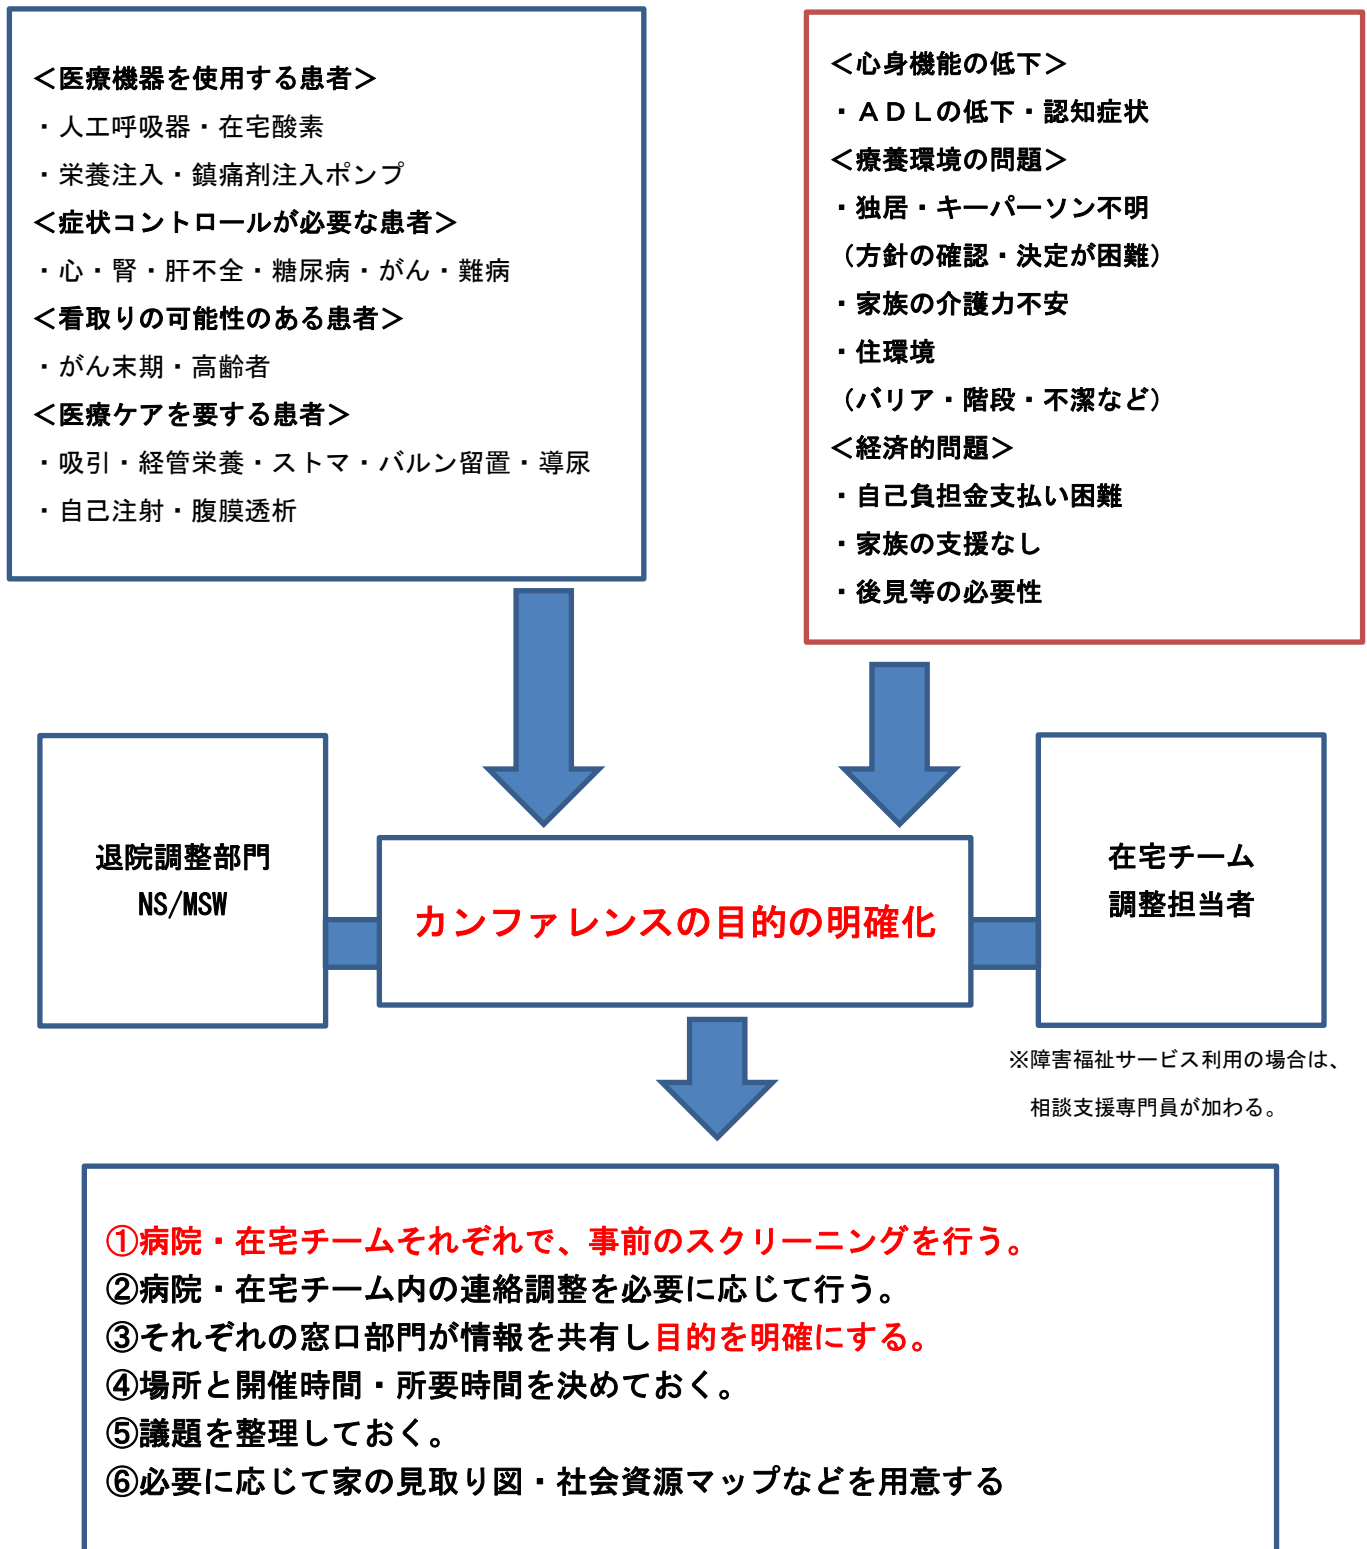 ＜医療機器を使用する患者＞
・人工呼吸器・在宅酸素
・栄養注入・鎮痛剤注入ポンプ
＜症状コントロールが必要な患者＞
・心・腎・肝不全・糖尿病・がん・難病
＜看取りの可能性のある患者＞
・がん末期・高齢者
＜医療ケアを要する患者＞
・吸引・経管栄養・ストマ・バルン留置・導尿
・自己注射・腹膜透析
＜心身機能の低下＞
・ＡＤＬの低下・認知症状
＜療養環境の問題＞
・独居・キーパーソン不明
（方針の確認・決定が困難）
・家族の介護力不安
・住環境
（バリア・階段・不潔など）
＜経済的問題＞
・自己負担金支払い困難
・家族の支援なし
・後見等の必要性
退院調整部門
NS/MSW
カンファレンスの目的の明確化
在宅チーム
調整担当者
※障害福祉サービス利用の場合は、
相談支援専門員が加わる。
①病院・在宅チームそれぞれで、事前のスクリーニングを行う。
②病院・在宅チーム内の連絡調整を必要に応じて行う。
③それぞれの窓口部門が情報を共有し目的を明確にする。
④場所と開催時間・所要時間を決めておく。
⑤議題を整理しておく。
⑥必要に応じて家の見取り図・社会資源マップなどを用意する